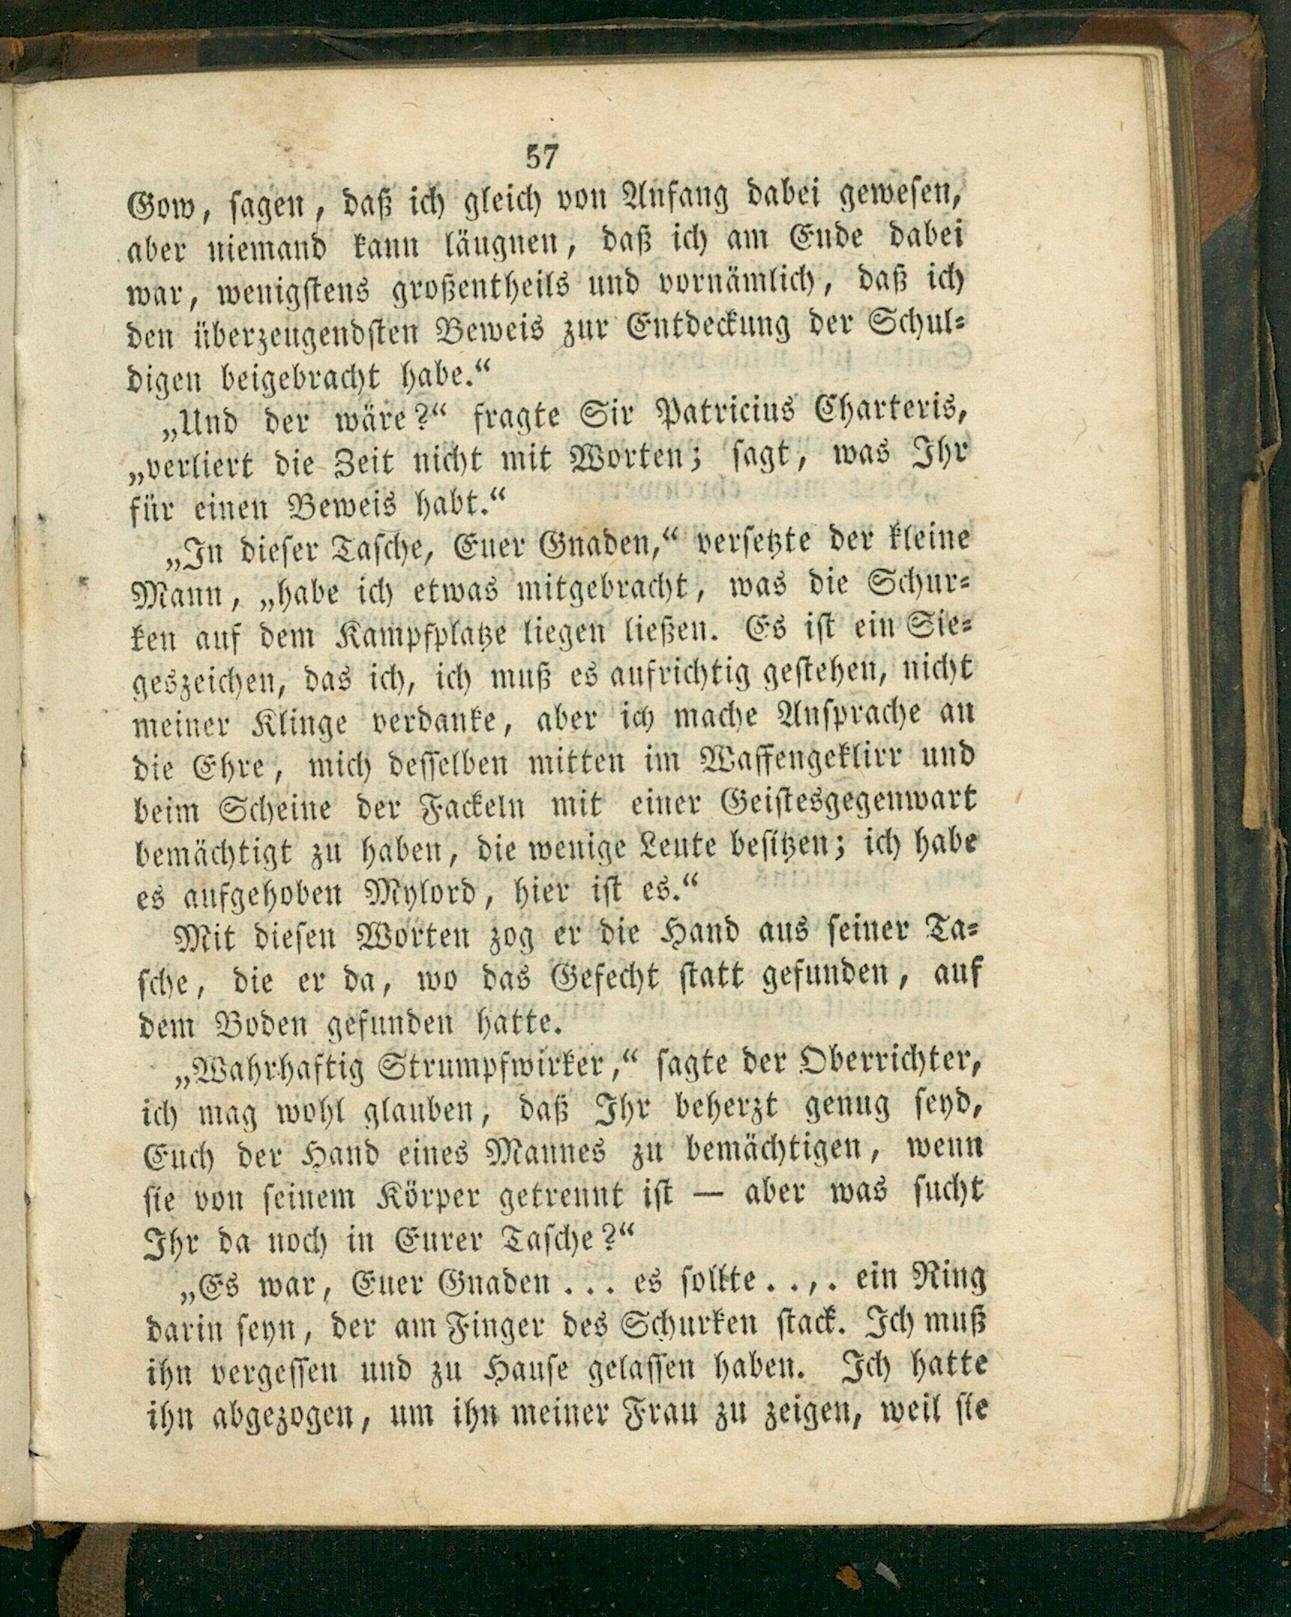 57
Gow, sagen, daß ich gleich von Anfang dabei gewesen,
aber niemand kann läugnen, daß ich am Ende dabei
war, wenigstens großentheils und vornämlich, daß ich
den überzeugendsten Beweis zur Entdeckung der Schul-
digen beigebracht habe.“
„Und der wäre?“ fragte Sir Patricius Charteris,
„verliert die Zeit nicht mit Worten; sagt, was Ihr
für einen Beweis habt.“
„In dieser Tasche, Euer Gnaden,“ versetzte der kleine
Mann, „habe ich etwas mitgebracht, was die Schur-
ken auf dem Kampfplatze liegen ließen. Es ist ein Sie-
geszeichen, das ich, ich muß es aufrichtig gestehen, nicht
meiner Klinge verdanke, aber ich mache Ansprache an
die Ehre, mich desselben mitten im Waffengeklirr und
beim Scheine der Fackeln mit einer Geistesgegenwart
bemächtigt zu haben, die wenige Leute besitzen; ich habe
es aufgehoben Mylord, hier ist es.“
Mit diesen Worten zog er die Hand aus seiner Ta-
sche, die er da, wo das Gefecht statt gefunden, auf
dem Boden gefunden hatte.
„Wahrhaftig Strumpfwirker,“ sagte der Oberrichter,
ich mag wohl glauben, daß Ihr beherzt genug seyd,
Euch der Hand eines Mannes zu bemächtigen, wenn
sie von seinem Körper getrennt ist — aber was sucht
Ihr da noch in Eurer Tasche?“
„Es war, Euer Gnaden... es sollte..,. ein Ring
darin seyn, der am Finger des Schurken stack. Ich muß
ihn vergessen und zu Hause gelassen haben. Ich hatte
ihn abgezogen, um ihn meiner Frau zu zeigen, weil sie